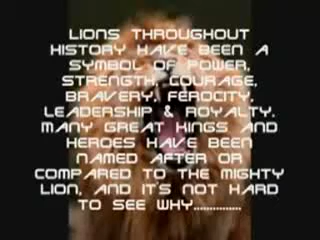 LIONS THROUGHOUT
HISTORY HAVE BEEN A
SYMBOL OF POWER,
STRENGTH, COURAGE,
BRAVERY, FEROCITY,
LEADERSHIP & ROYALTY.
MANY GREAT KINGS AND
HEROES HAVE BEEN
NAMED AFTER OR
COMPARED TO THE MIGHTY
LION, AND IT'S NOT HARD
TO SEE WHY...............